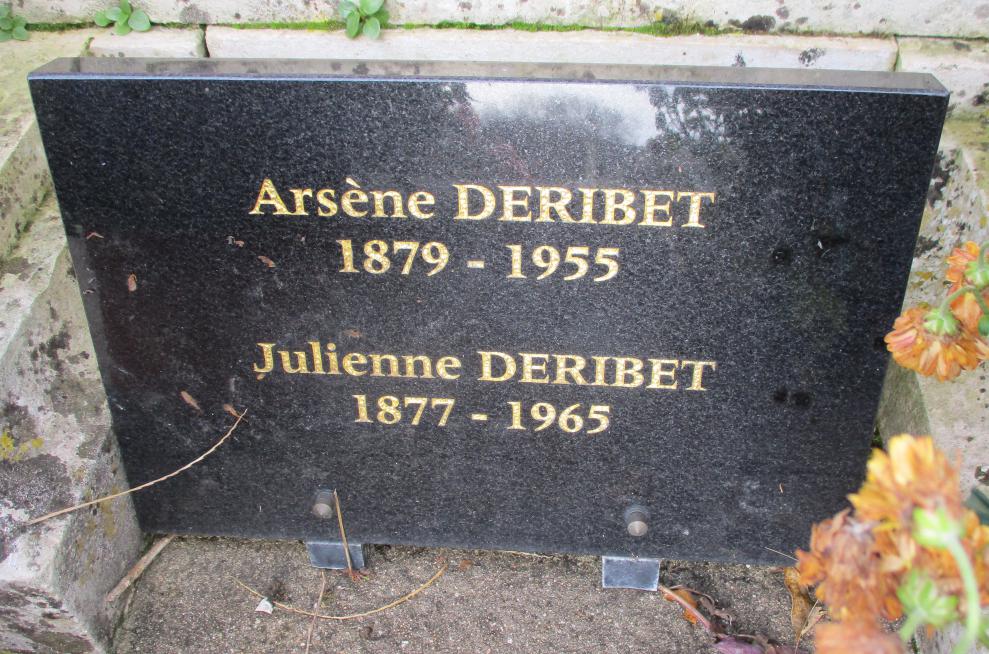 Arsène DERIBET
1879 - 1955
Julienne DERIBET
1877 - 1965